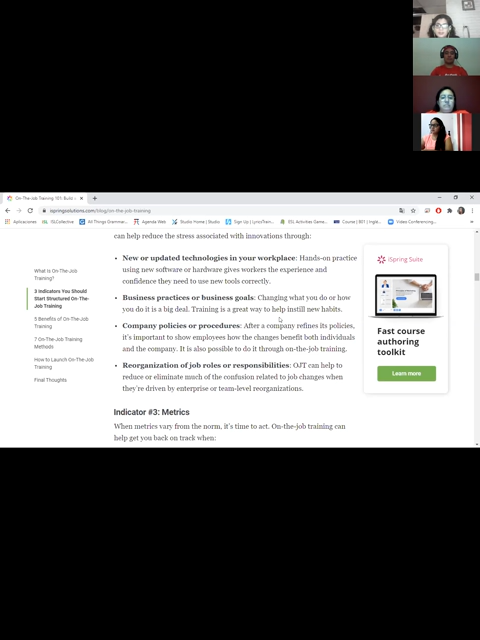 On-The-Job Training 101: Build
ispringsolutions.com/blog/on-the-job-training
Aplicaciones
ISLCollective
All Things Grammar
Agenda Web
Studio Home | Studio
Sign Up | LyricsTrain...
ESL Activities Game...
Course | 901 | Ingle...
Video Conferencing...
can help reduce the stress associated with innovations through:
What is On-The-Job
Training?
3 Indicators You Should
Start Structured On-The-
Job Training
5 Benefits of On-The-Job
Training
7 On-The-Job Training
Methods
How to Launch On-The-Job
Training
Final Thoughts
• New or updated technologies in your workplace: Hands-on practice
using new software or hardware gives workers the experience and
confidence they need to use new tools correctly.
• Business practices or business goals: Changing what you do or how
you do it is a big deal. Training is a great way to help instill new habits.
• Company policies or procedures: After a company refines its policies,
it's important to show employees how the changes benefit both individuals
and the company. It is also possible to do it through on-the-job training.
• Reorganization of job roles or responsibilities: OJT can help to
reduce or eliminate much of the confusion related to job changes when
they're driven by enterprise or team-level reorganizations.
Indicator #3: Metrics
When metrics vary from the norm, it's time to act. On-the-job training can
help get you back on track when:
iSpring Suite
Fast course
authoring
toolkit
Learn more